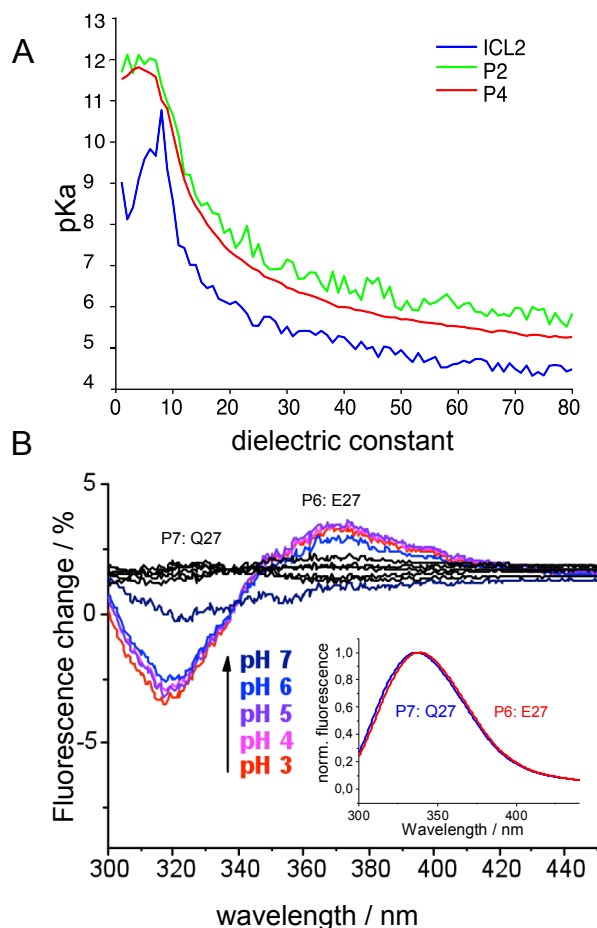 A
13
12
11
10
9
8
7
6
5
4
pKa
ICL2
P2
P4
0 10 20 30 40 50 60 70 80
dielectric constant
B
5
0
-5
Fluorescence change / %
P6: E27
P7: Q27
pH 7
pH 6
pH 5
pH 4
pH 3
1,0
0,8
0,6
0,4
0,2
0,0
norm. fluorescence
P7: Q27 P6: E27
300 350 400
Wavelength / nm
300 320 340 360 380 400 420 440
wavelength / nm